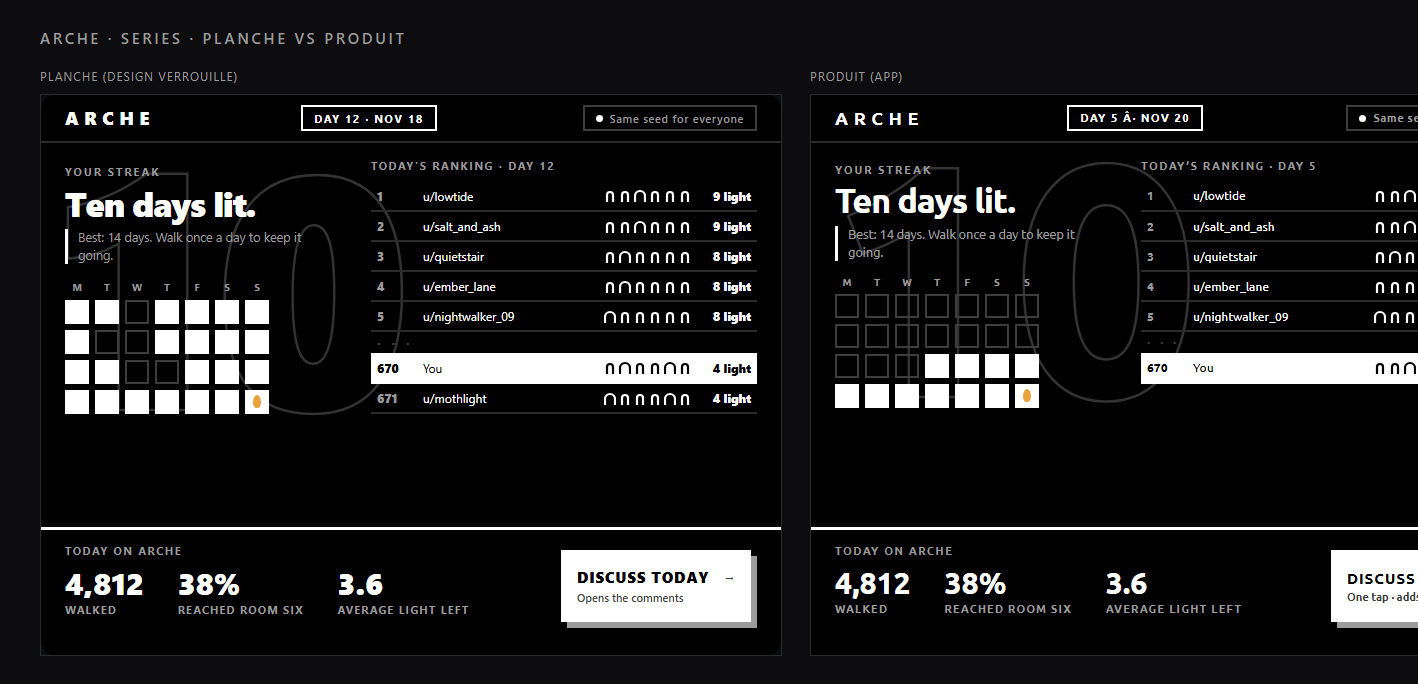 ARCHE · SERIES · PLANCHE VS PRODUIT
PLANCHE (DESIGN VERROUILLE)
ARCHE
DAY 12 · NOV 18
Same seed for everyone
10
YOUR STREAK
Ten days lit.
Best: 14 days. Walk once a day to keep it
going.
M T W T F S S
TODAY'S RANKING · DAY 12
1 u/lowtide 9 light
2 u/salt_and_ash 9 light
3 u/quietstair 8 light
4 u/ember_lane 8 light
5 u/nightwalker_09 8 light
· · ·
670 You 4 light
671 u/mothlight 4 light
TODAY ON ARCHE
4,812 38% 3.6
WALKED REACHED ROOM SIX AVERAGE LIGHT LEFT
DISCUSS TODAY →
Opens the comments
PRODUIT (APP)
ARCHE
DAY 5 Â· NOV 20
Same se
10
YOUR STREAK
Ten days lit.
Best: 14 days. Walk once a day to keep it
going.
M T W T F S S
TODAY’S RANKING · DAY 5
1 u/lowtide
2 u/salt_and_ash
3 u/quietstair
4 u/ember_lane
5 u/nightwalker_09
· · ·
670 You
TODAY ON ARCHE
4,812 38% 3.6
WALKED REACHED ROOM SIX AVERAGE LIGHT LEFT
DISCUSS
One tap · adds